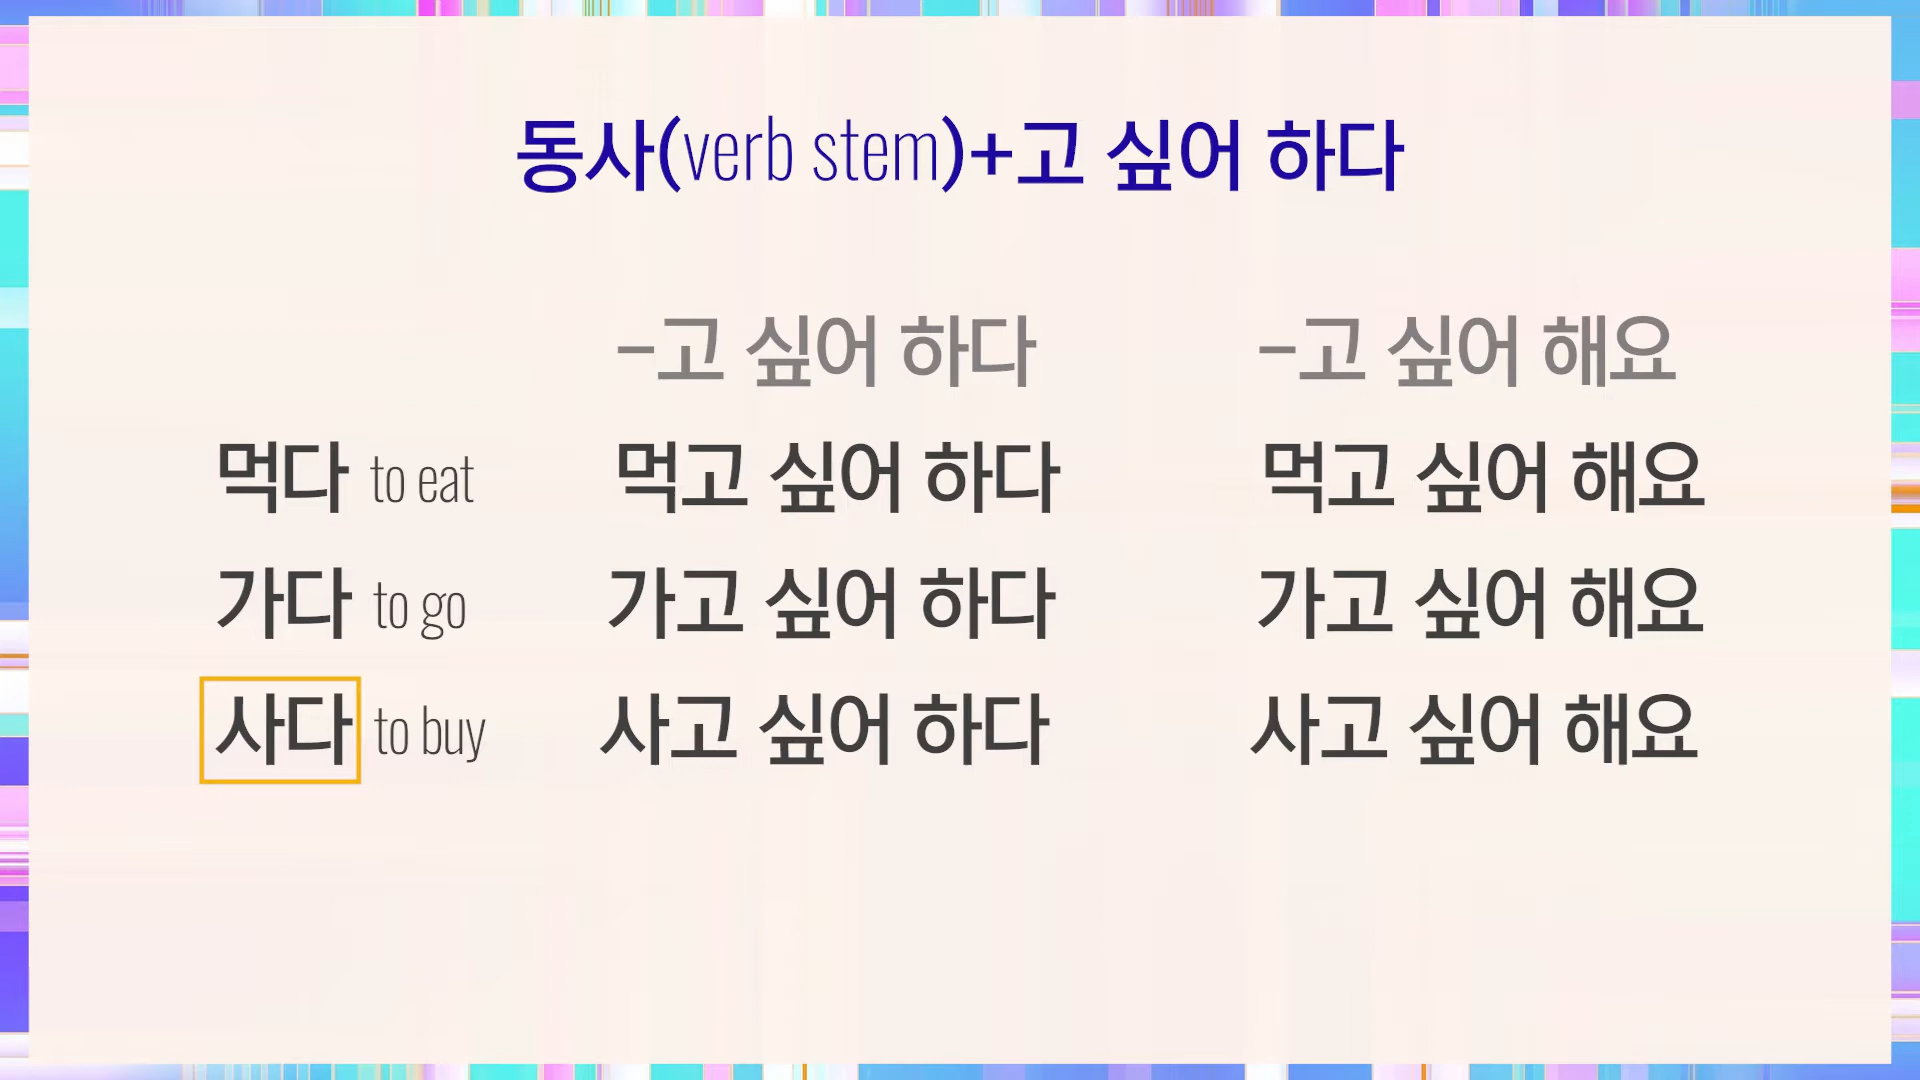 동사(verb stem)+고 싶어 하다
-고 싶어 하다 -고 싶어 해요
먹다 to eat 먹고 싶어 하다 먹고 싶어 해요
가다 to go 가고 싶어 하다 가고 싶어 해요
사다 to buy 사고 싶어 하다 사고 싶어 해요